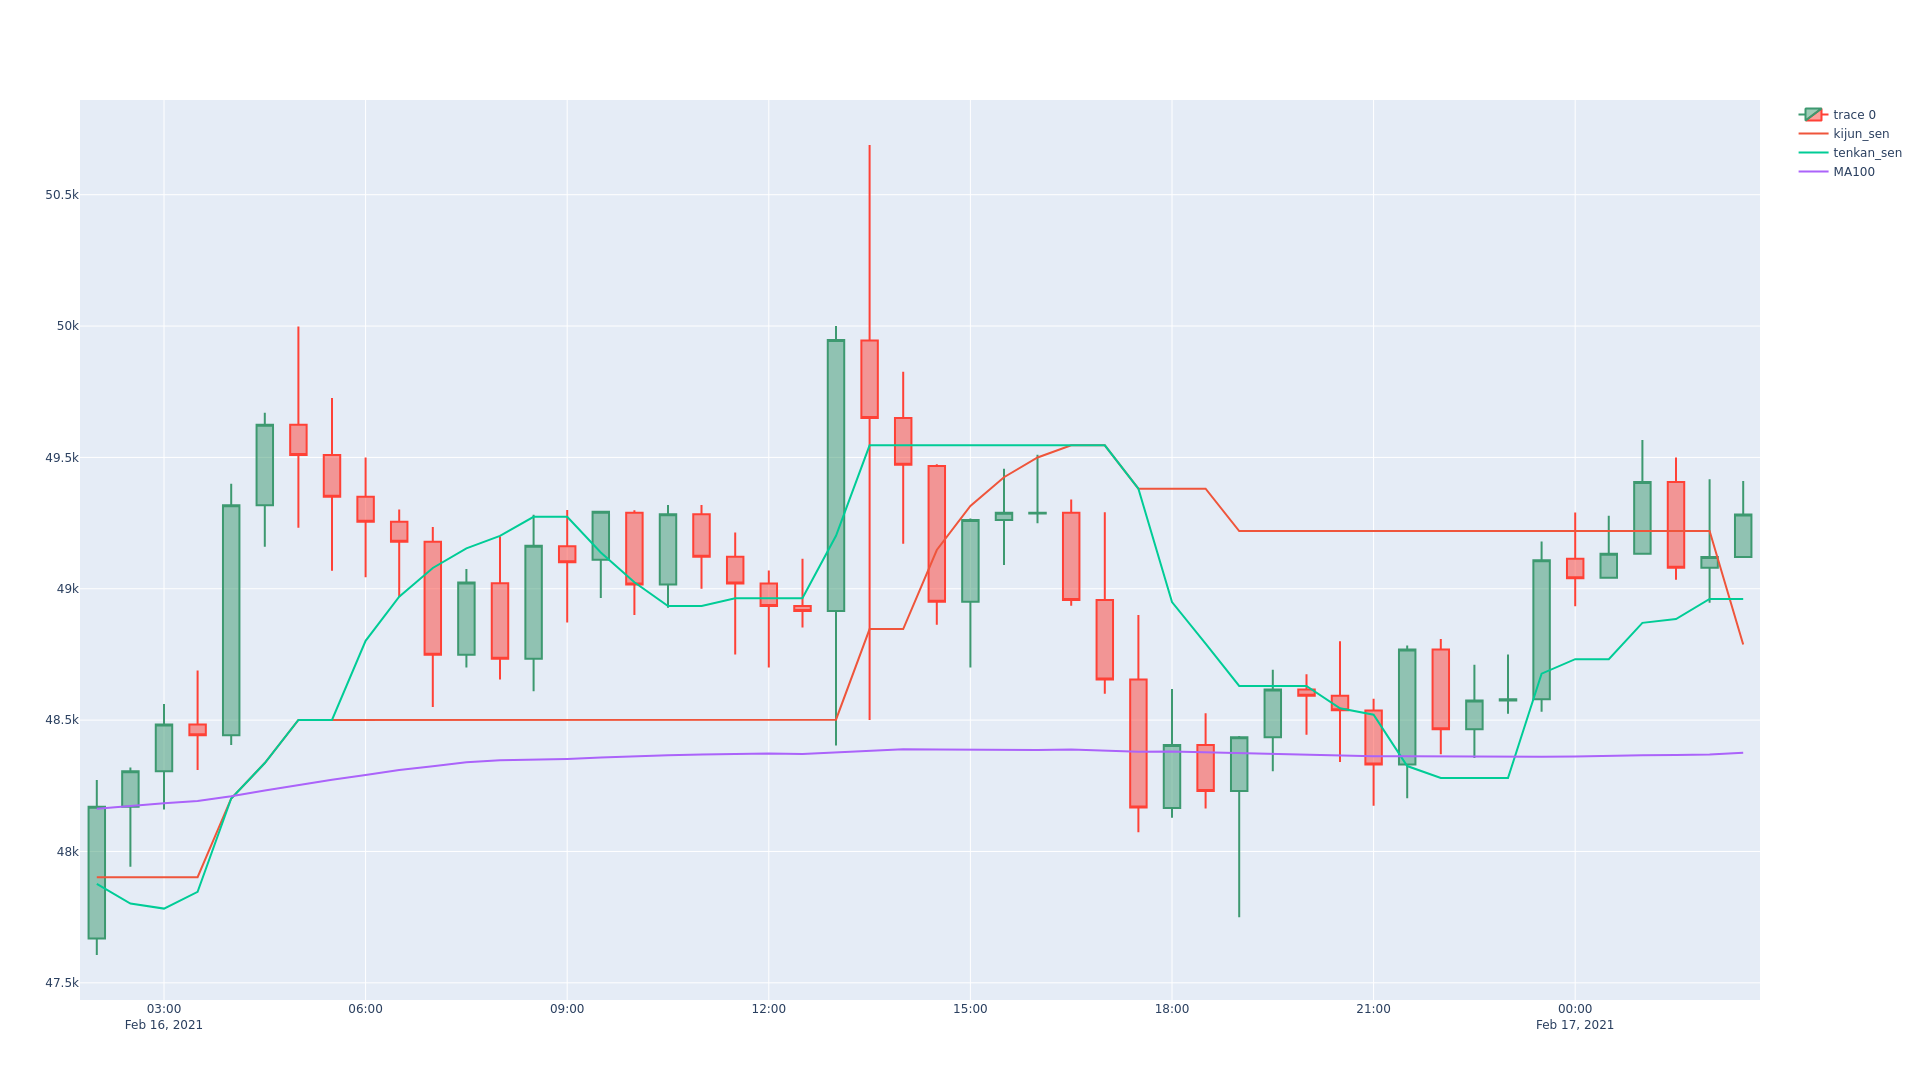 trace 0
kijun_sen
tenkan_sen
MA100
50.5k
50k
49.5k
49k
48.5k
48k
47.5k
03:00 06:00 09:00 12:00 15:00 18:00 21:00 00:00
Feb 16, 2021 Feb 17, 2021